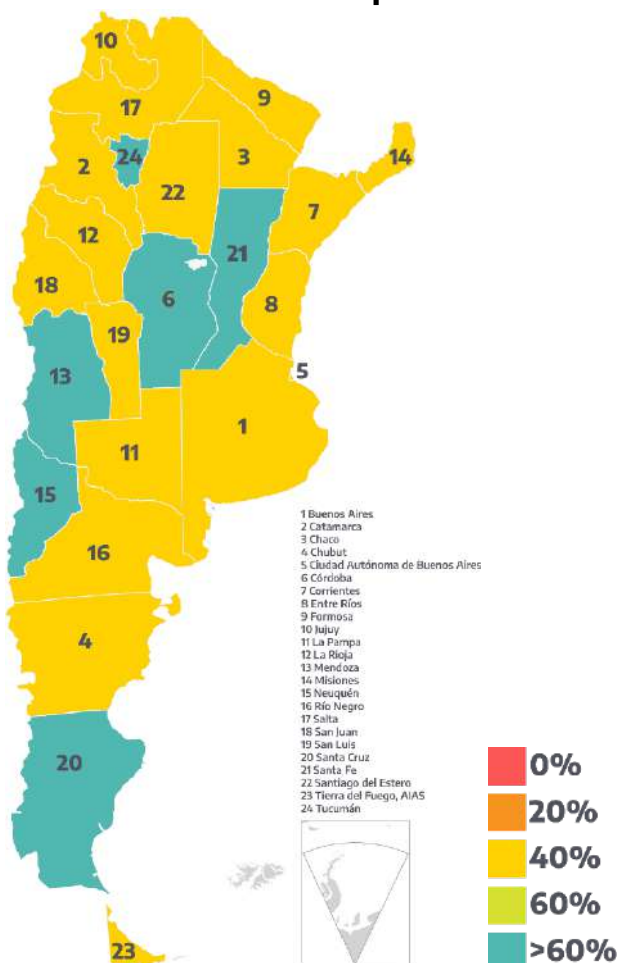 10
17
9
2
24
3
14
22
7
12
21
18
6
8
19
13
5
1
11
15
16
4
20
23
1 Buenos Aires
2 Catamarca
3 Chaco
4 Chubut
5 Ciudad Autónoma de Buenos Aires
6 Córdoba
7 Corrientes
8 Entre Ríos
9 Formosa
10 Jujuy
11 La Pampa
12 La Rioja
13 Mendoza
14 Misiones
15 Neuquén
16 Río Negro
17 Salta
18 San Juan
19 San Luis
20 Santa Cruz
21 Santa Fe
22 Santiago del Estero
23 Tierra del Fuego, AIAS
24 Tucumán
0%
20%
40%
60%
>60%